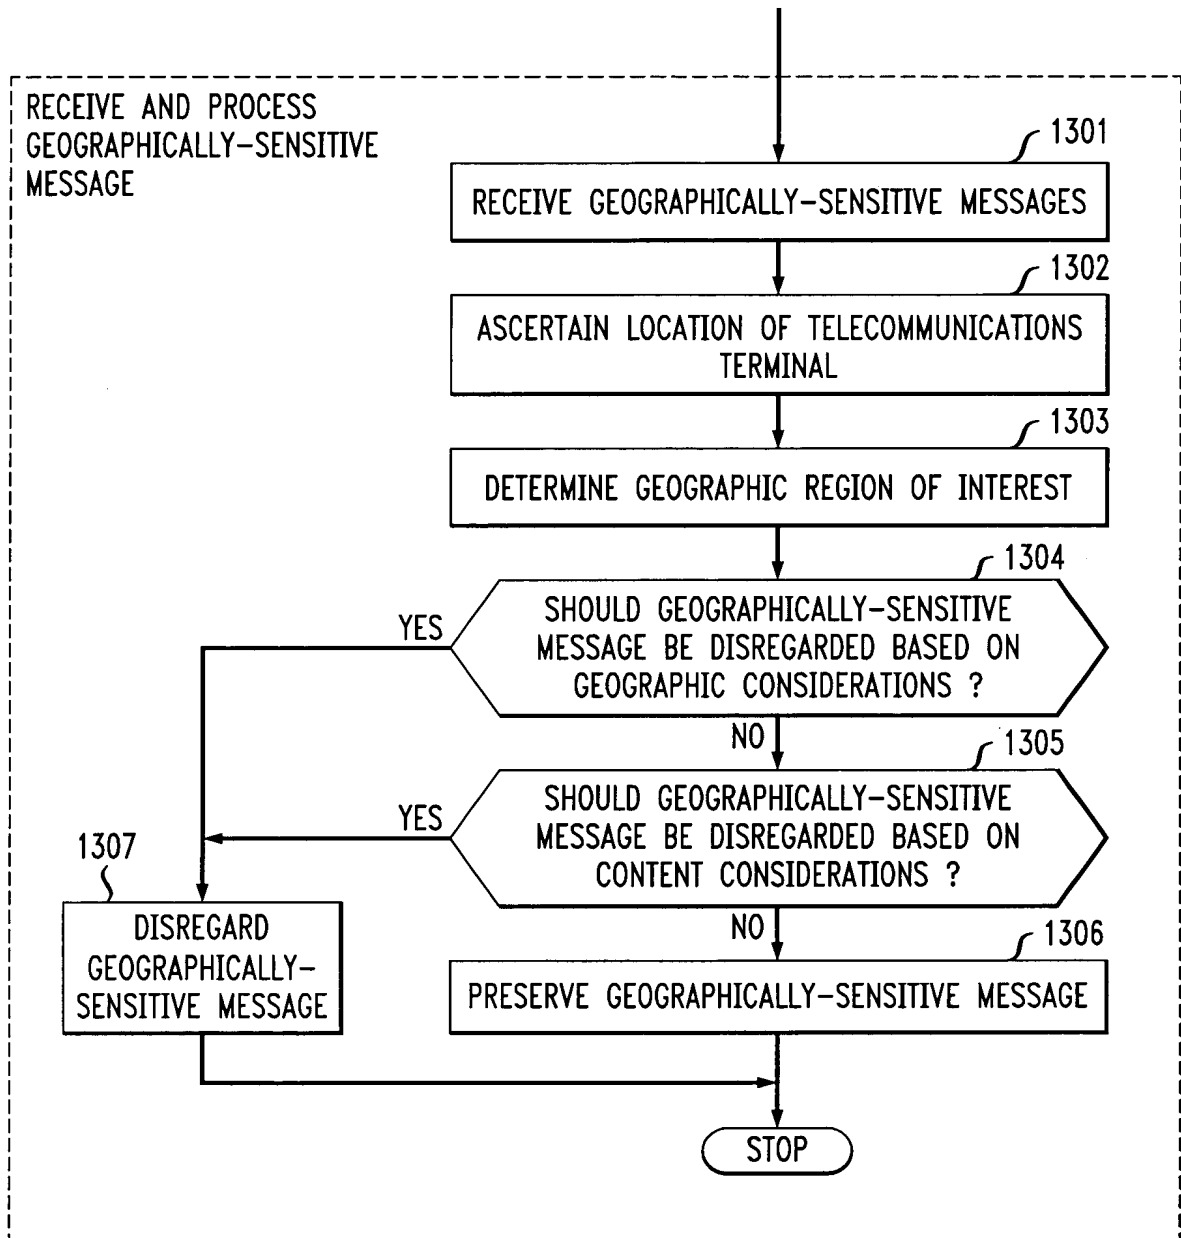 RECEIVE AND PROCESS
GEOGRAPHICALLY-SENSITIVE
MESSAGE
1301
RECEIVE GEOGRAPHICALLY-SENSITIVE MESSAGES
1302
ASCERTAIN LOCATION OF TELECOMMUNICATIONS
TERMINAL
1303
DETERMINE GEOGRAPHIC REGION OF INTEREST
1304
SHOULD GEOGRAPHICALLY-SENSITIVE
MESSAGE BE DISREGARDED BASED ON
GEOGRAPHIC CONSIDERATIONS ?
YES
NO
1305
SHOULD GEOGRAPHICALLY-SENSITIVE
MESSAGE BE DISREGARDED BASED ON
CONTENT CONSIDERATIONS ?
YES
NO
1307
DISREGARD
GEOGRAPHICALLY-
SENSITIVE MESSAGE
1306
PRESERVE GEOGRAPHICALLY-SENSITIVE MESSAGE
STOP